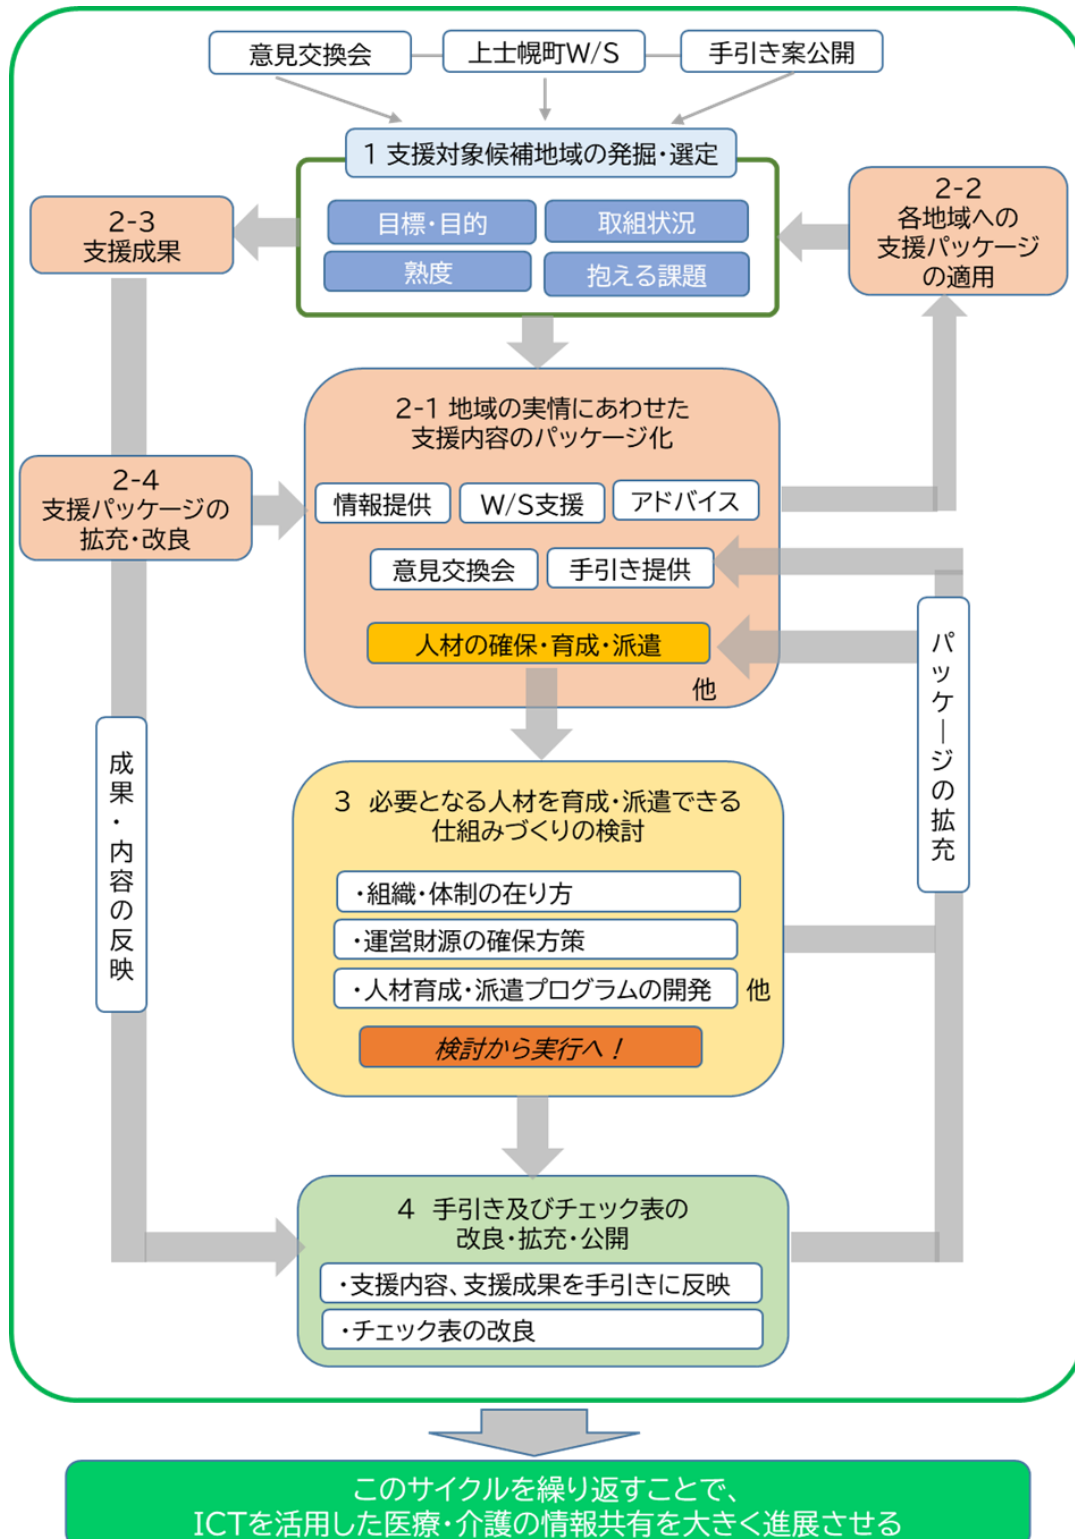 意見交換会
上士幌町W/S
手引き案公開
1 支援対象候補地域の発掘・選定
目標・目的
取組状況
熟度
抱える課題
2-3
支援成果
2-2
各地域への
支援パッケージ
の適用
2-1 地域の実情にあわせた
支援内容のパッケージ化
情報提供
W/S支援
アドバイス
意見交換会
手引き提供
人材の確保・育成・派遣
他
2-4
支援パッケージの
拡充・改良
成果・内容の反映
パッケージの拡充
3 必要となる人材を育成・派遣できる
仕組みづくりの検討
・組織・体制の在り方
・運営財源の確保方策
・人材育成・派遣プログラムの開発
他
検討から実行へ！
4 手引き及びチェック表の
改良・拡充・公開
・支援内容、支援成果を手引きに反映
・チェック表の改良
このサイクルを繰り返すことで、
ICTを活用した医療・介護の情報共有を大きく進展させる